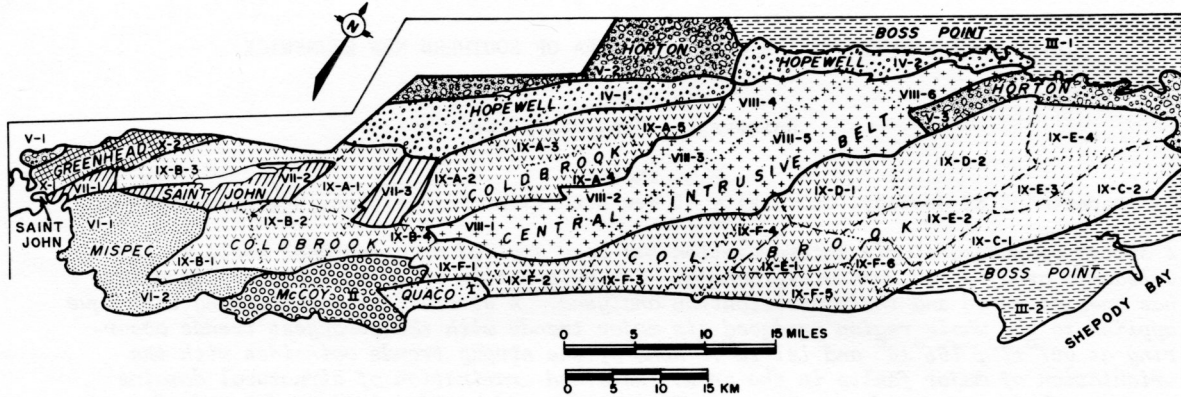 N
BOSS POINT
III-1
HORTON
V-2
HOPEWELL
IV-2
HOPEWELL
IV-1
VIII-4
VIII-6
HORTON
V-3
V-1
GREENHEAD
X-2
X-1
IX-B-3
VII-1
SAINT JOHN
VII-2
IX-A-1
VII-3
IX-A-2
IX-A-3
IX-A-5
COLDBROOK
IX-A-4
VIII-3
VIII-5
VIII-2
VIII-1
CENTRAL INTRUSIVE BELT
IX-E-4
IX-D-2
IX-D-1
IX-E-3
IX-C-2
SAINT JOHN
VI-1
MISPEC
IX-B-2
COLDBROOK
IX-B-4
IX-B-1
IX-F-4
IX-E-2
IX-C-1
COLDBROOK
IX-F-1
IX-F-2
IX-F-3
IX-E-1
IX-F-6
IX-F-5
VI-2
McCOY
II
QUACO
I
BOSS POINT
III-2
SHEPODY BAY
0 5 10 15 MILES
0 5 10 15 KM